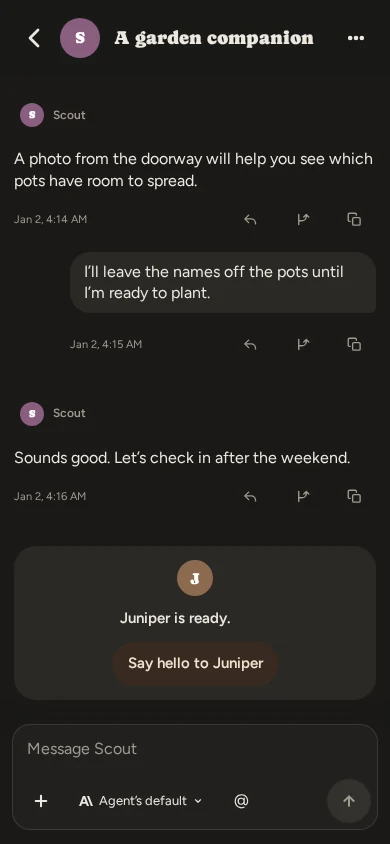 S
A garden companion
S
Scout
A photo from the doorway will help you see which
pots have room to spread.
Jan 2, 4:14 AM
I'll leave the names off the pots until
I'm ready to plant.
Jan 2, 4:15 AM
S
Scout
Sounds good. Let's check in after the weekend.
Jan 2, 4:16 AM
J
Juniper is ready.
Say hello to Juniper
Message Scout
A\ Agent's default
@